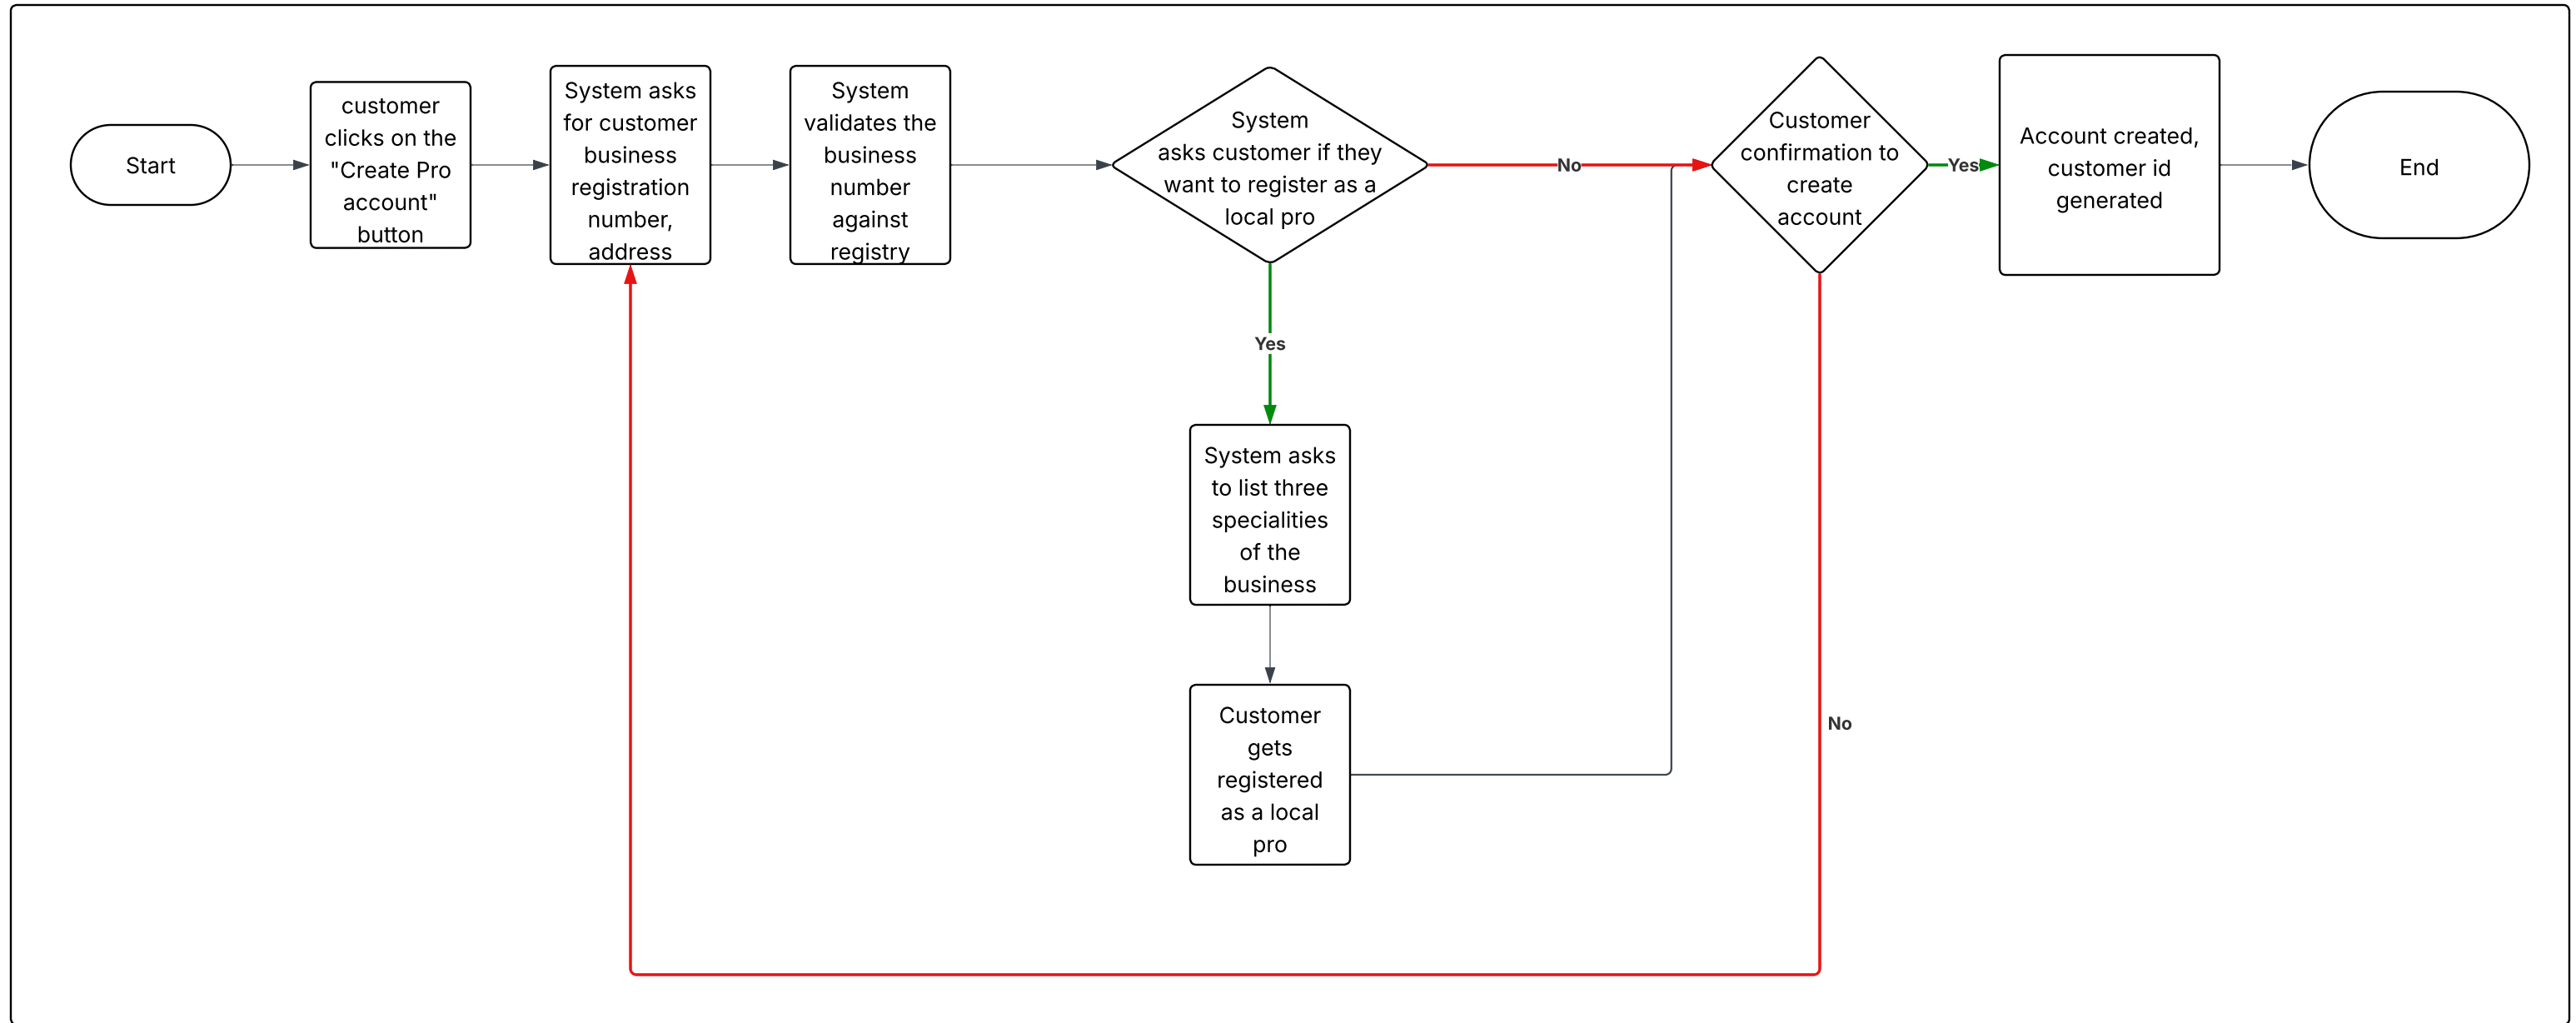 Start
customer
clicks on the
"Create Pro
account"
button
System asks
for customer
business
registration
number,
address
System
validates the
business
number
against
registry
System
asks customer if they
want to register as a
local pro
No
Customer
confirmation to
create
account
Yes
Account created,
customer id
generated
End
Yes
System asks
to list three
specialities
of the
business
Customer
gets
registered
as a local
pro
No